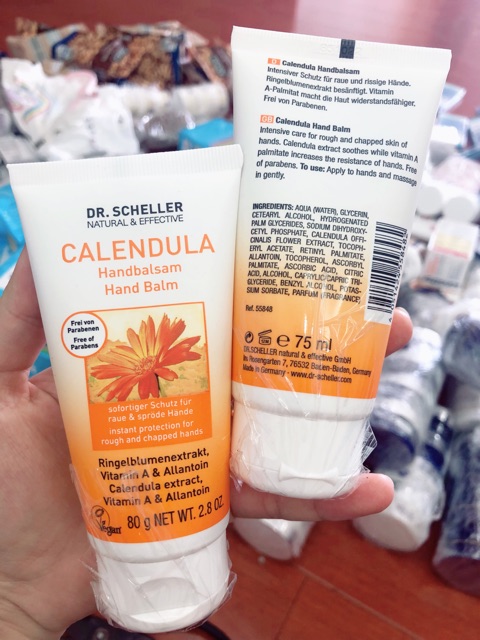 DR. SCHELLER
NATURAL & EFFECTIVE
CALENDULA
Handbalsam
Hand Balm
Frei von
Parabenen
Free of
Parabens
sofortiger Schutz für
raue & spröde Hände
instant protection for
rough and chapped hands
Ringelblumenextrakt,
Vitamin A & Allantoin
Calendula extract,
Vitamin A & Allantoin
Vegan
80 g NET WT. 2.8 OZ.
D Calendula Handbalsam
Intensiver Schutz für raue und rissige Hände.
Ringelblumenextrakt besänftigt. Vitamin
A-Palmitat macht die Haut widerstandsfähiger.
Frei von Parabenen.
GB Calendula Hand Balm
Intensive care for rough and chapped skin of
hands. Calendula extract soothes while vitamin A
palmitate increases the resistance of hands. Free
of parabens. To use: Apply to hands and massage
in gently.
INGREDIENTS: AQUA (WATER), GLYCERIN,
CETEARYL ALCOHOL, HYDROGENATED
PALM GLYCERIDES, SODIUM DIHYDROXY-
CETYL PHOSPHATE, CALENDULA OFFI-
CINALIS FLOWER EXTRACT, TOCOPH-
ERYL ACETATE, RETINYL PALMITATE,
ALLANTOIN, TOCOPHEROL, ASCORBYL
PALMITATE, ASCORBIC ACID, CITRIC
ACID, ALCOHOL, CAPRYLIC/CAPRIC TRI-
GLYCERIDE, BENZYL ALCOHOL, POTAS-
SIUM SORBATE, PARFUM (FRAGRANCE)
Ref. 55848
e 75 ml
DR.SCHELLER natural & effective GmbH
Im Rosengarten 7, 76532 Baden-Baden, Germany
Made in Germany · www.dr-scheller.com